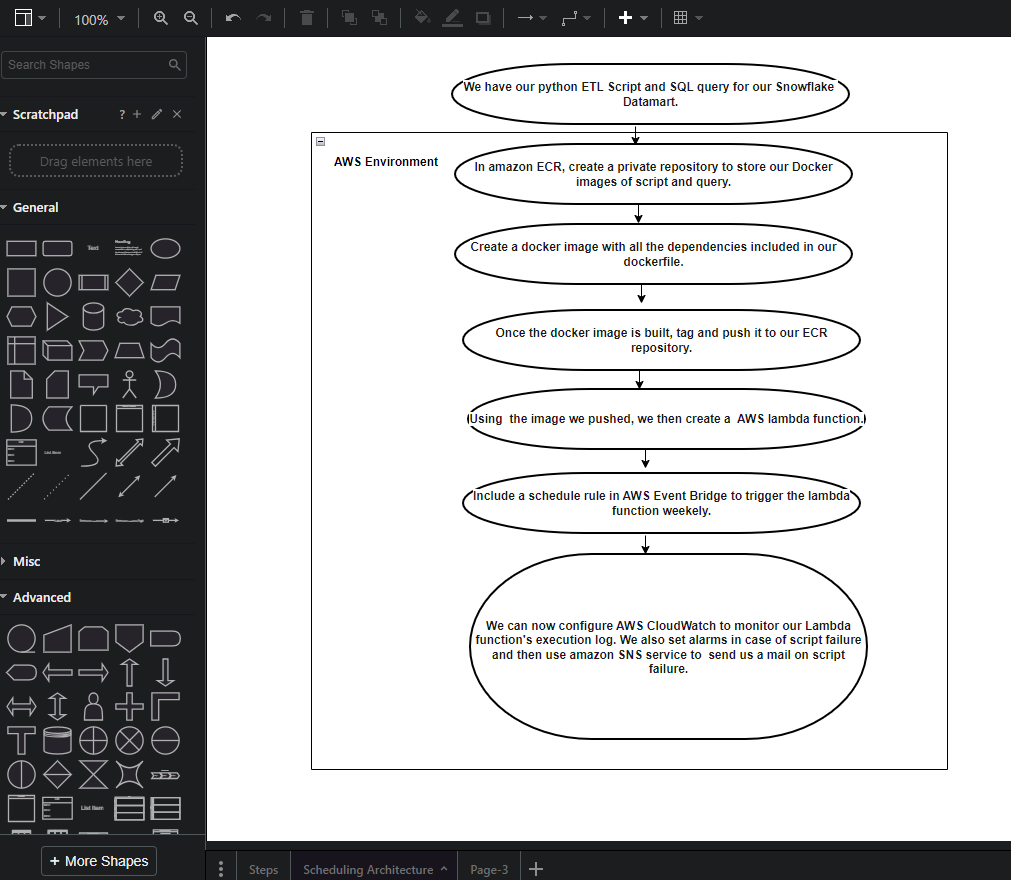 100%
Search Shapes
Scratchpad
?
Drag elements here
General
Text
Heading
List Item
Misc
Advanced
List Item
+ More Shapes
We have our python ETL Script and SQL query for our Snowflake
Datamart.
AWS Environment
In amazon ECR, create a private repository to store our Docker
images of script and query.
Create a docker image with all the dependencies included in our
dockerfile.
Once the docker image is built, tag and push it to our ECR
repository.
Using  the image we pushed, we then create a  AWS lambda function.
Include a schedule rule in AWS Event Bridge to trigger the lambda
function weekely.
We can now configure AWS CloudWatch to monitor our Lambda
function's execution log. We also set alarms in case of script failure
and then use amazon SNS service to  send us a mail on script
failure.
Steps
Scheduling Architecture
Page-3